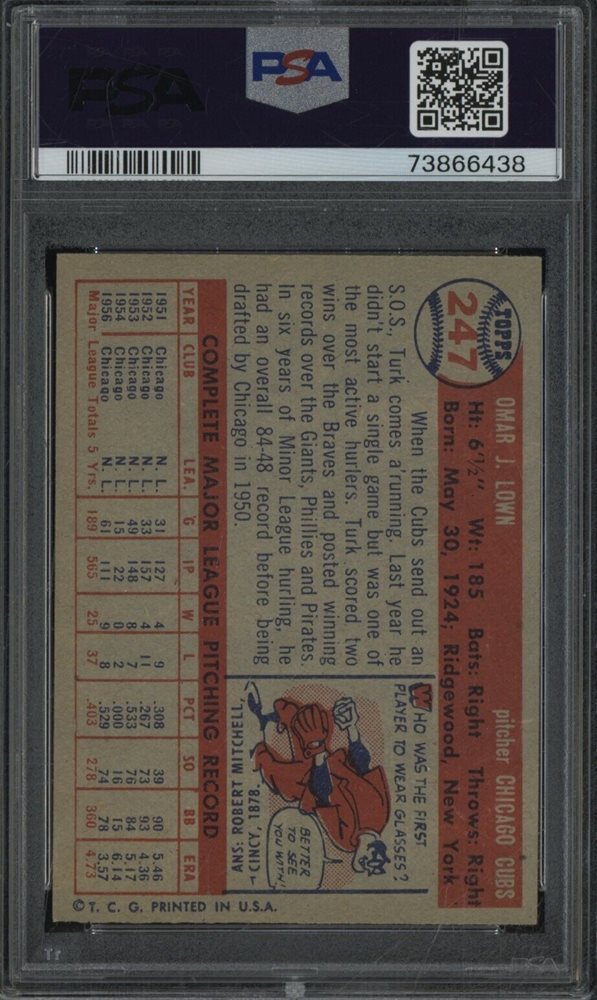 PSA
PSA
73866438
TOPPS
247
OMAR J. LOWN
pitcher CHICAGO CUBS
Ht: 6'½" Wt: 185 Bats: Right Throws: Right
Born: May 30, 1924; Ridgewood, New York
When the Cubs send out an
S.O.S., Turk comes a'running. Last year he
didn't start a single game but was one of
the most active hurlers. Turk scored two
wins over the Braves and posted winning
records over the Giants, Phillies and Pirates.
In six years of Minor League hurling, he
had an overall 84-48 record before being
drafted by Chicago in 1950.
WHO WAS THE FIRST
PLAYER TO WEAR GLASSES?
BETTER
TO SEE
YOU WITH!
ANS: ROBERT MITCHELL
CINCY, 1878.
COMPLETE MAJOR LEAGUE PITCHING RECORD
YEAR CLUB LEA. G IP W L PCT SO BB ERA
1951 Chicago N. L. 31 127 4 9 .308 39 90 5.46
1952 Chicago N. L. 33 157 4 11 .267 73 93 4.36
1953 Chicago N. L. 49 148 8 7 .533 76 84 5.17
1954 Chicago N. L. 15 22 0 2 .000 16 15 6.14
1956 Chicago N. L. 61 111 9 8 .529 74 78 3.57
Major League Totals 5 Yrs. 189 565 25 37 .403 278 360 4.73
©T. C. G. PRINTED IN U.S.A.